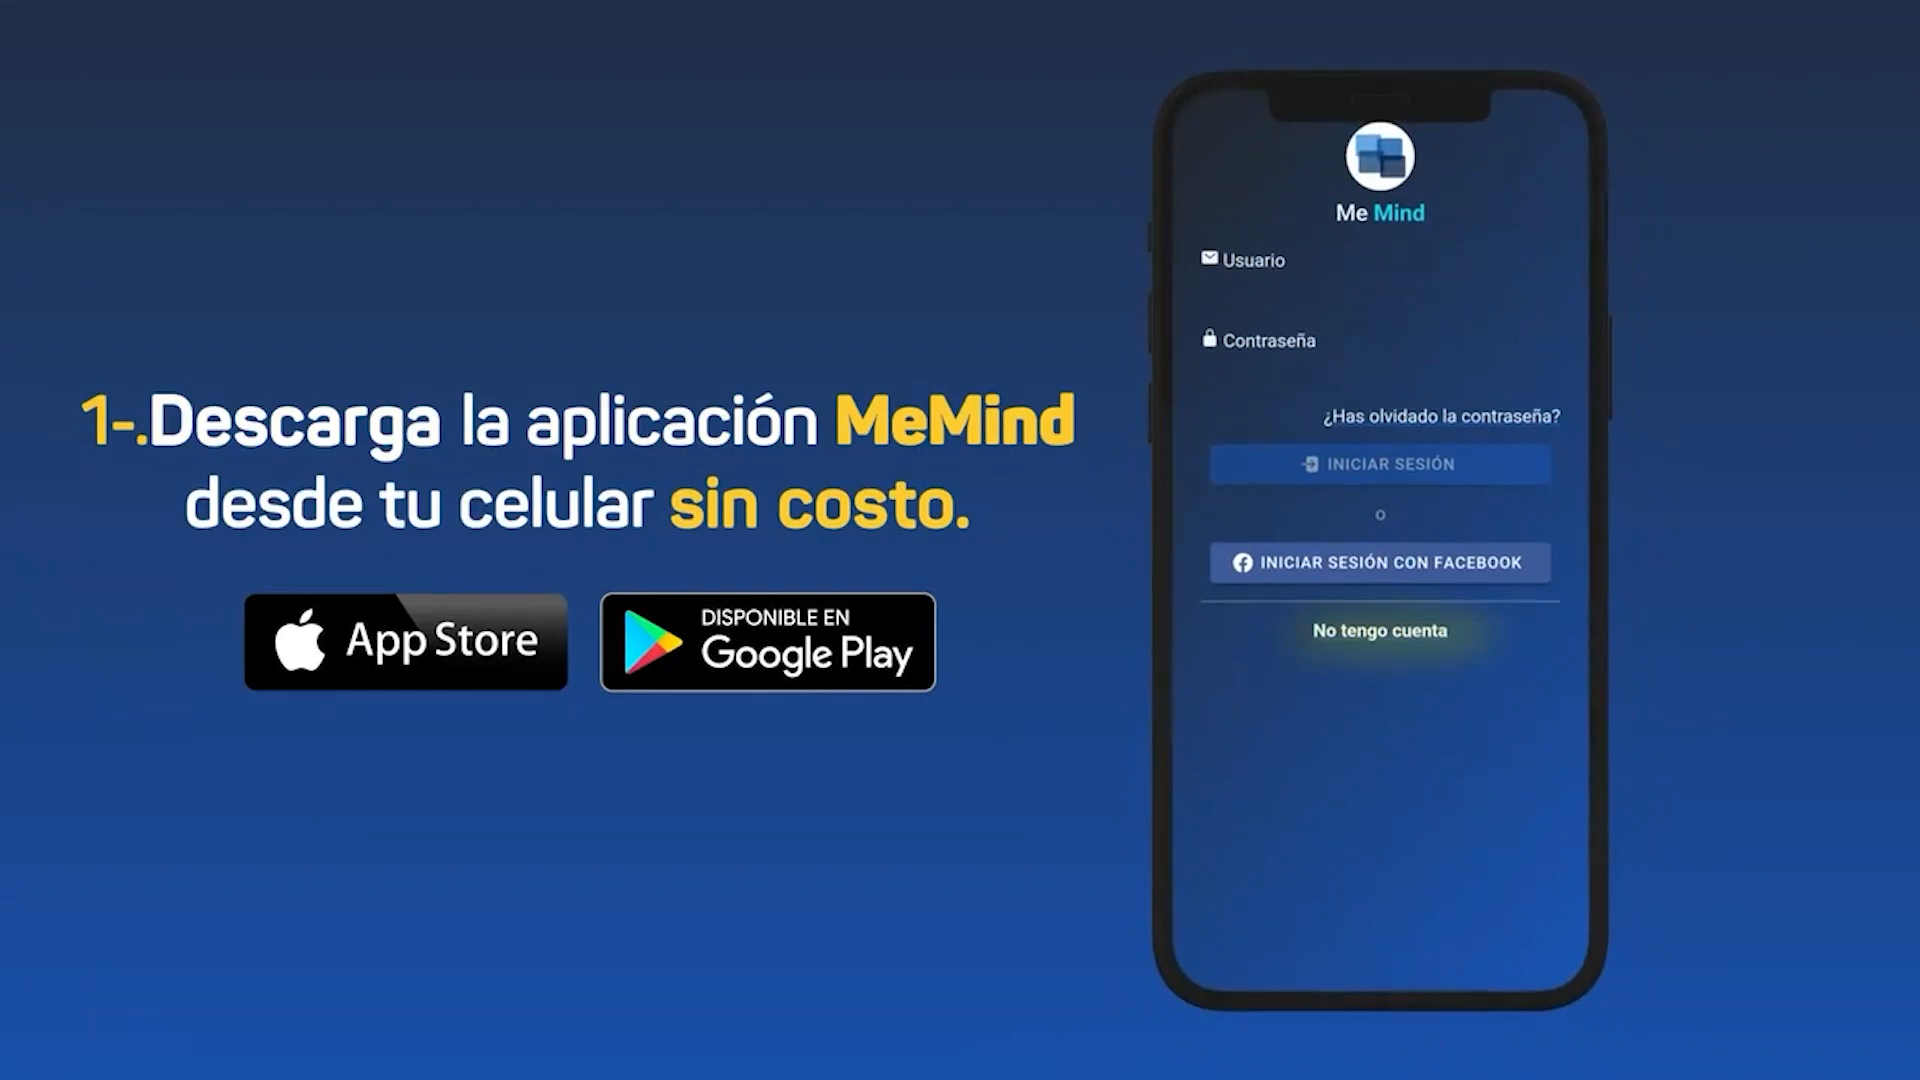 1-.Descarga la aplicación MeMind
desde tu celular sin costo.
App Store
DISPONIBLE EN
Google Play
Me Mind
Usuario
Contraseña
¿Has olvidado la contraseña?
INICIAR SESIÓN
o
INICIAR SESIÓN CON FACEBOOK
No tengo cuenta